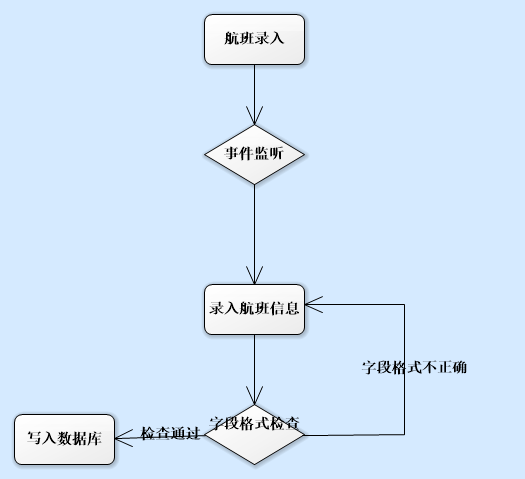 航班录入
事件监听
录入航班信息
字段格式不正确
字段格式检查
检查通过
写入数据库